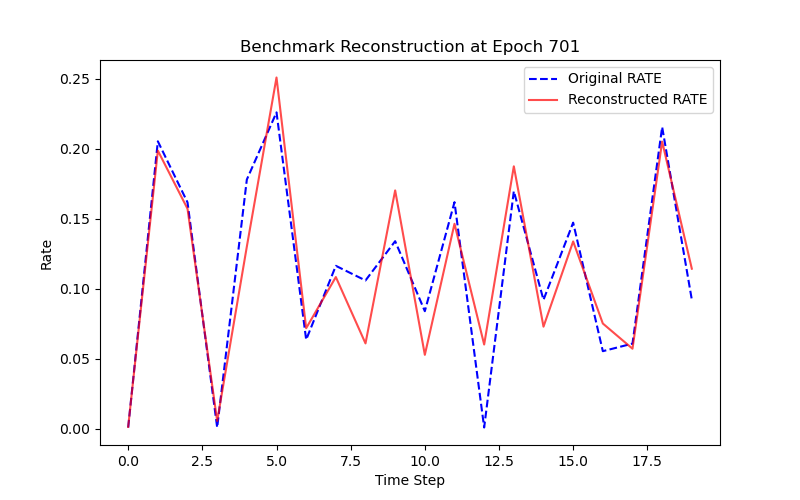 Benchmark Reconstruction at Epoch 701
Original RATE
Reconstructed RATE
0.25
0.20
0.15
0.10
0.05
0.00
Rate
0.0 2.5 5.0 7.5 10.0 12.5 15.0 17.5
Time Step